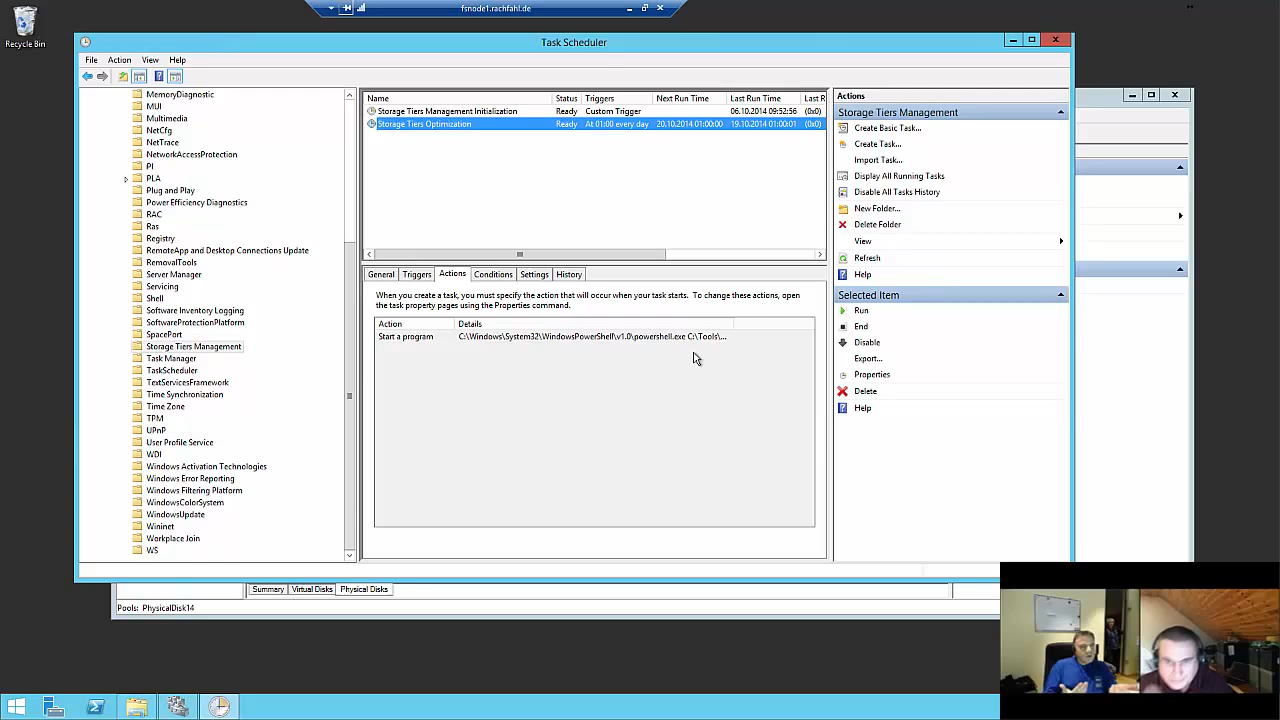 Recycle Bin
fsnode1.rachfahl.de
Task Scheduler
File Action View Help
MemoryDiagnostic
MUI
Multimedia
NetCfg
NetTrace
NetworkAccessProtection
PI
PLA
Plug and Play
Power Efficiency Diagnostics
RAC
Ras
Registry
RemoteApp and Desktop Connections Update
RemovalTools
Server Manager
Servicing
Shell
Software Inventory Logging
SoftwareProtectionPlatform
SpacePort
Storage Tiers Management
Task Manager
TaskScheduler
TextServicesFramework
Time Synchronization
Time Zone
TPM
UPnP
User Profile Service
WDI
Windows Activation Technologies
Windows Error Reporting
Windows Filtering Platform
WindowsColorSystem
WindowsUpdate
Wininet
Workplace Join
WS
Name Status Triggers Next Run Time Last Run Time Last R
Storage Tiers Management Initialization Ready Custom Trigger 06.10.2014 09:52:56 (0x0)
Storage Tiers Optimization Ready At 01:00 every day 20.10.2014 01:00:00 19.10.2014 01:00:01 (0x0)
General Triggers Actions Conditions Settings History
When you create a task, you must specify the action that will occur when your task starts. To change these actions, open
the task property pages using the Properties command.
Action Details
Start a program C:\Windows\System32\WindowsPowerShell\v1.0\powershell.exe C:\Tools\...
Actions
Storage Tiers Management
Create Basic Task...
Create Task...
Import Task...
Display All Running Tasks
Disable All Tasks History
New Folder...
Delete Folder
View
Refresh
Help
Selected Item
Run
End
Disable
Export...
Properties
Delete
Help
Summary Virtual Disks Physical Disks
Pools: PhysicalDisk14